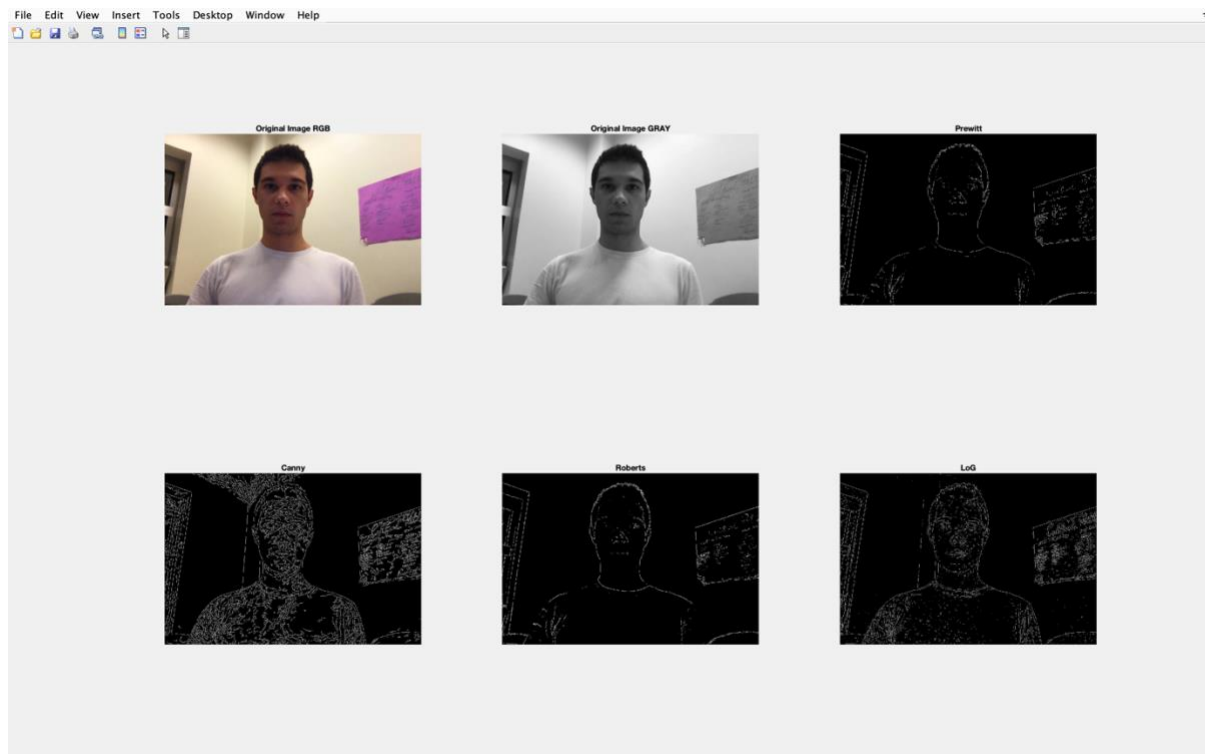 File Edit View Insert Tools Desktop Window Help
Original Image RGB
Original Image GRAY
Prewitt
Canny
Roberts
LoG